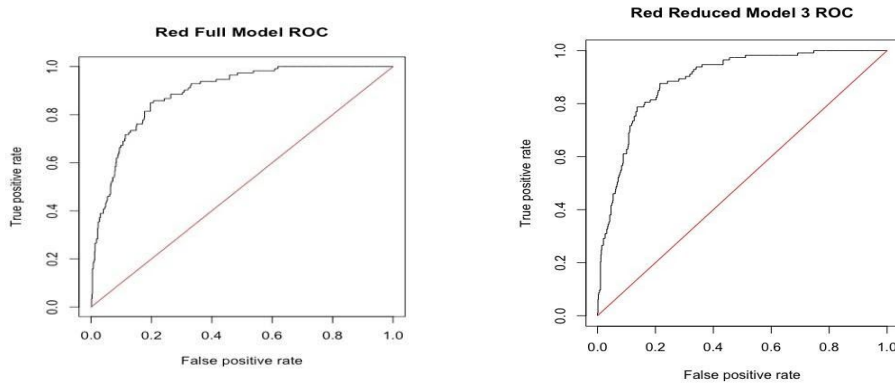 Red Full Model ROC
True positive rate
1.0
0.8
0.6
0.4
0.2
0.0
0.0 0.2 0.4 0.6 0.8 1.0
False positive rate
Red Reduced Model 3 ROC
True positive rate
1.0
0.8
0.6
0.4
0.2
0.0
0.0 0.2 0.4 0.6 0.8 1.0
False positive rate